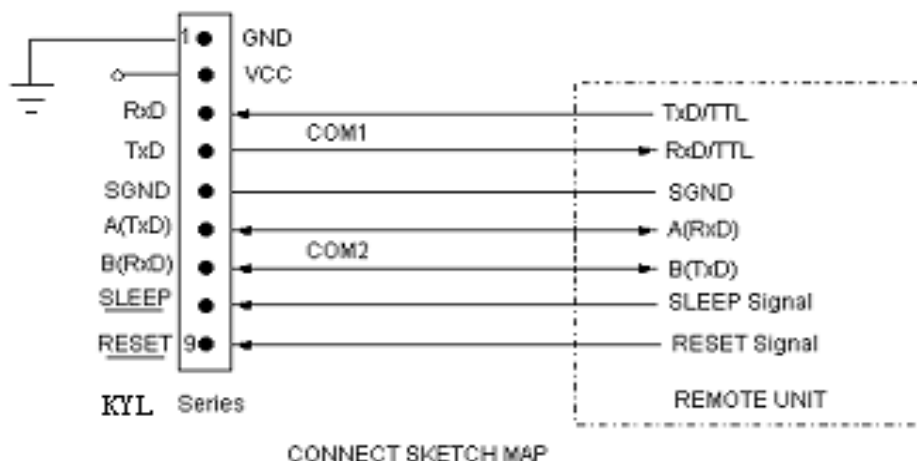 1 GND
VCC
RxD TxD/TTL
COM1
TxD RxD/TTL
SGND SGND
A(TxD) A(RxD)
COM2
B(RxD) B(TxD)
SLEEP SLEEP Signal
RESET 9 RESET Signal
KYL Series REMOTE UNIT
CONNECT SKETCH MAP